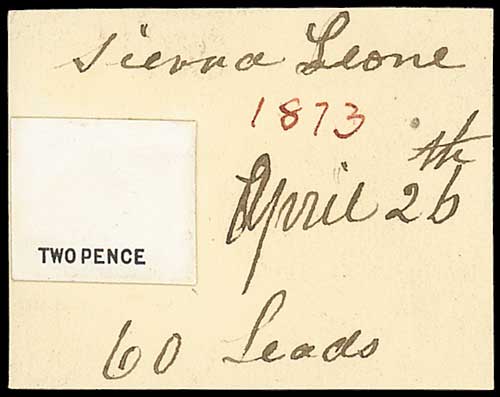 Sierra Leone
1873
April 26th
TWO PENCE
60 Leads